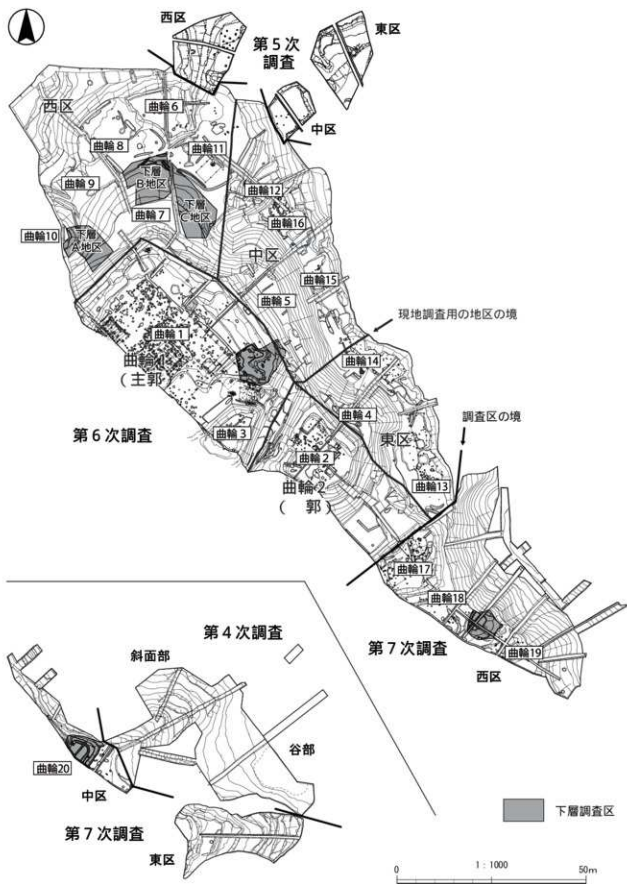 西区
第5次
調査
東区
中区
西区
曲輪6
曲輪8
曲輪11
下層
B地区
曲輪9
曲輪7
下層
C地区
曲輪12
曲輪16
曲輪10
下層
A地区
中区
曲輪15
曲輪5
現地調査用の地区の境
曲輪1
曲輪1
（主郭）
曲輪14
第6次調査
曲輪3
曲輪4
調査区の境
東区
曲輪2
曲輪2
（　郭）
曲輪13
曲輪17
曲輪18
第7次調査
曲輪19
西区
第4次調査
斜面部
谷部
曲輪20
中区
第7次調査
東区
下層調査区
1：1000
0
50m